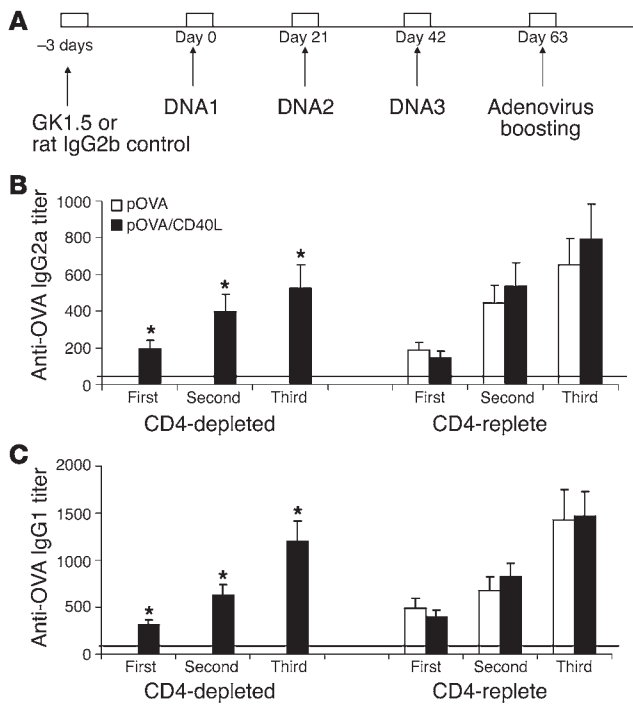 A
–3 days
Day 0
Day 21
Day 42
Day 63
GK1.5 or
rat IgG2b control
DNA1
DNA2
DNA3
Adenovirus
boosting
B
Anti-OVA IgG2a titer
1000
800
600
400
200
0
pOVA
pOVA/CD40L
*
*
*
First
Second
Third
First
Second
Third
CD4-depleted
CD4-replete
C
Anti-OVA IgG1 titer
2000
1500
1000
500
0
*
*
*
First
Second
Third
First
Second
Third
CD4-depleted
CD4-replete